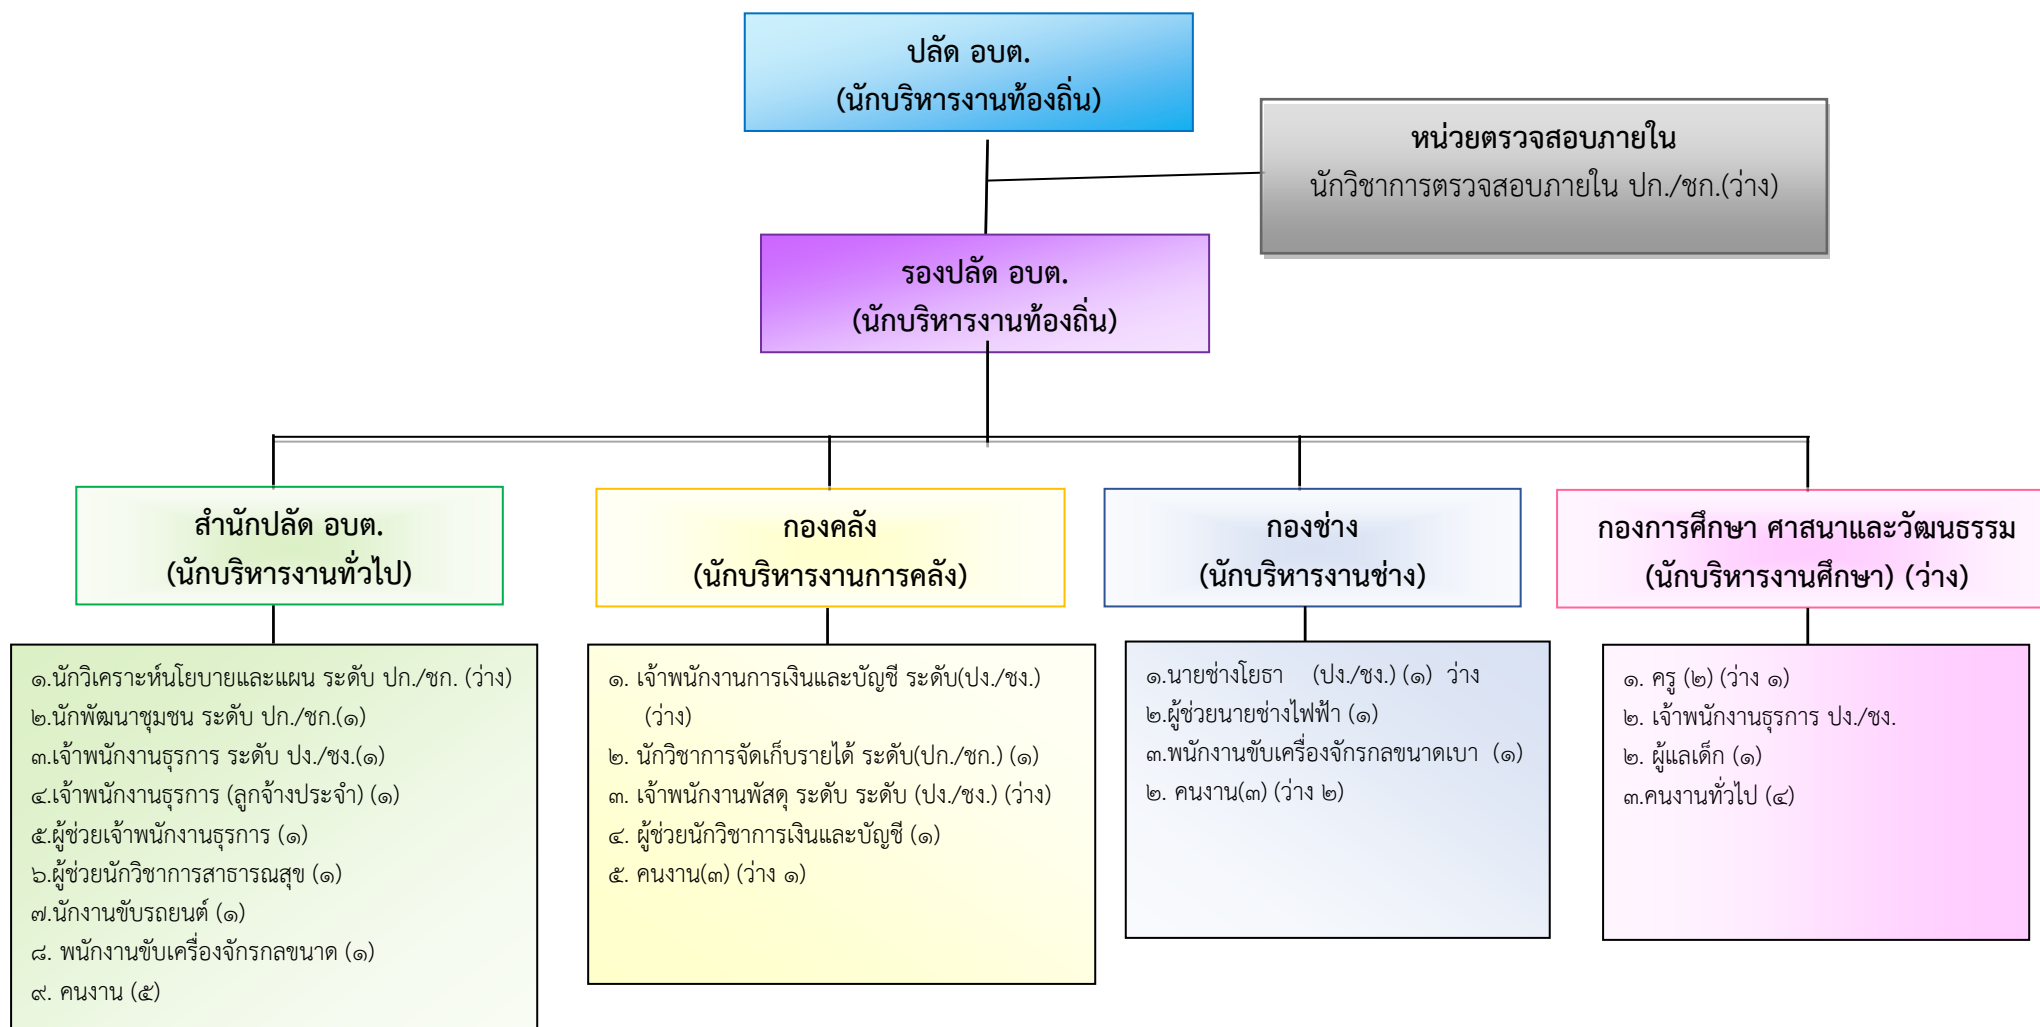 ปลัด อบต.
(นักบริหารงานท้องถิ่น)
หน่วยตรวจสอบภายใน
นักวิชาการตรวจสอบภายใน ปก./ชก.(ว่าง)
รองปลัด อบต.
(นักบริหารงานท้องถิ่น)
สำนักปลัด อบต.
(นักบริหารงานทั่วไป)
๑.นักวิเคราะห์นโยบายและแผน ระดับ ปก./ชก. (ว่าง)
๒.นักพัฒนาชุมชน ระดับ ปก./ชก.(๑)
๓.เจ้าพนักงานธุรการ ระดับ ปง./ชง.(๑)
๔.เจ้าพนักงานธุรการ (ลูกจ้างประจำ) (๑)
๕.ผู้ช่วยเจ้าพนักงานธุรการ (๑)
๖.ผู้ช่วยนักวิชาการสาธารณสุข (๑)
๗.นักงานขับรถยนต์ (๑)
๘. พนักงานขับเครื่องจักรกลขนาด (๑)
๙. คนงาน (๕)
กองคลัง
(นักบริหารงานการคลัง)
๑. เจ้าพนักงานการเงินและบัญชี ระดับ(ปง./ชง.)
(ว่าง)
๒. นักวิชาการจัดเก็บรายได้ ระดับ(ปก./ชก.) (๑)
๓. เจ้าพนักงานพัสดุ ระดับ ระดับ (ปง./ชง.) (ว่าง)
๔. ผู้ช่วยนักวิชาการเงินและบัญชี (๑)
๕. คนงาน(๓) (ว่าง ๑)
กองช่าง
(นักบริหารงานช่าง)
๑.นายช่างโยธา (ปง./ชง.) (๑) ว่าง
๒.ผู้ช่วยนายช่างไฟฟ้า (๑)
๓.พนักงานขับเครื่องจักรกลขนาดเบา (๑)
๒. คนงาน(๓) (ว่าง ๒)
กองการศึกษา ศาสนาและวัฒนธรรม
(นักบริหารงานศึกษา) (ว่าง)
๑. ครู (๒) (ว่าง ๑)
๒. เจ้าพนักงานธุรการ ปง./ชง.
๒. ผู้แลเด็ก (๑)
๓.คนงานทั่วไป (๔)